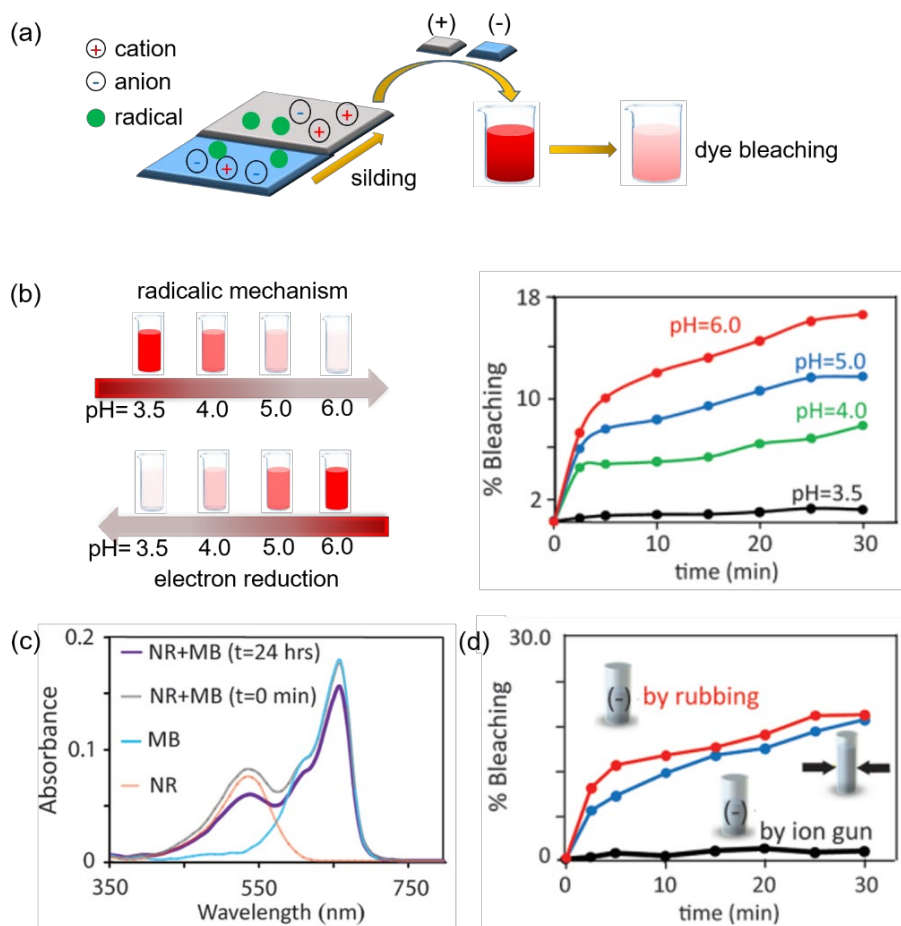 (a)
(+) (-)
+ cation
- anion
radical
- + + + - - + -
silding
dye bleaching
(b)
radicalic mechanism
pH= 3.5 4.0 5.0 6.0
pH= 3.5 4.0 5.0 6.0
electron reduction
18
10
2
% Bleaching
pH=6.0
pH=5.0
pH=4.0
pH=3.5
0 10 20 30
time (min)
(c)
0.2
0.1
0
Absorbance
NR+MB (t=24 hrs)
NR+MB (t=0 min)
MB
NR
350 550 750
Wavelength (nm)
(d)
30.0
0
% Bleaching
(-) by rubbing
(-)
by ion gun
0 10 20 30
time (min)